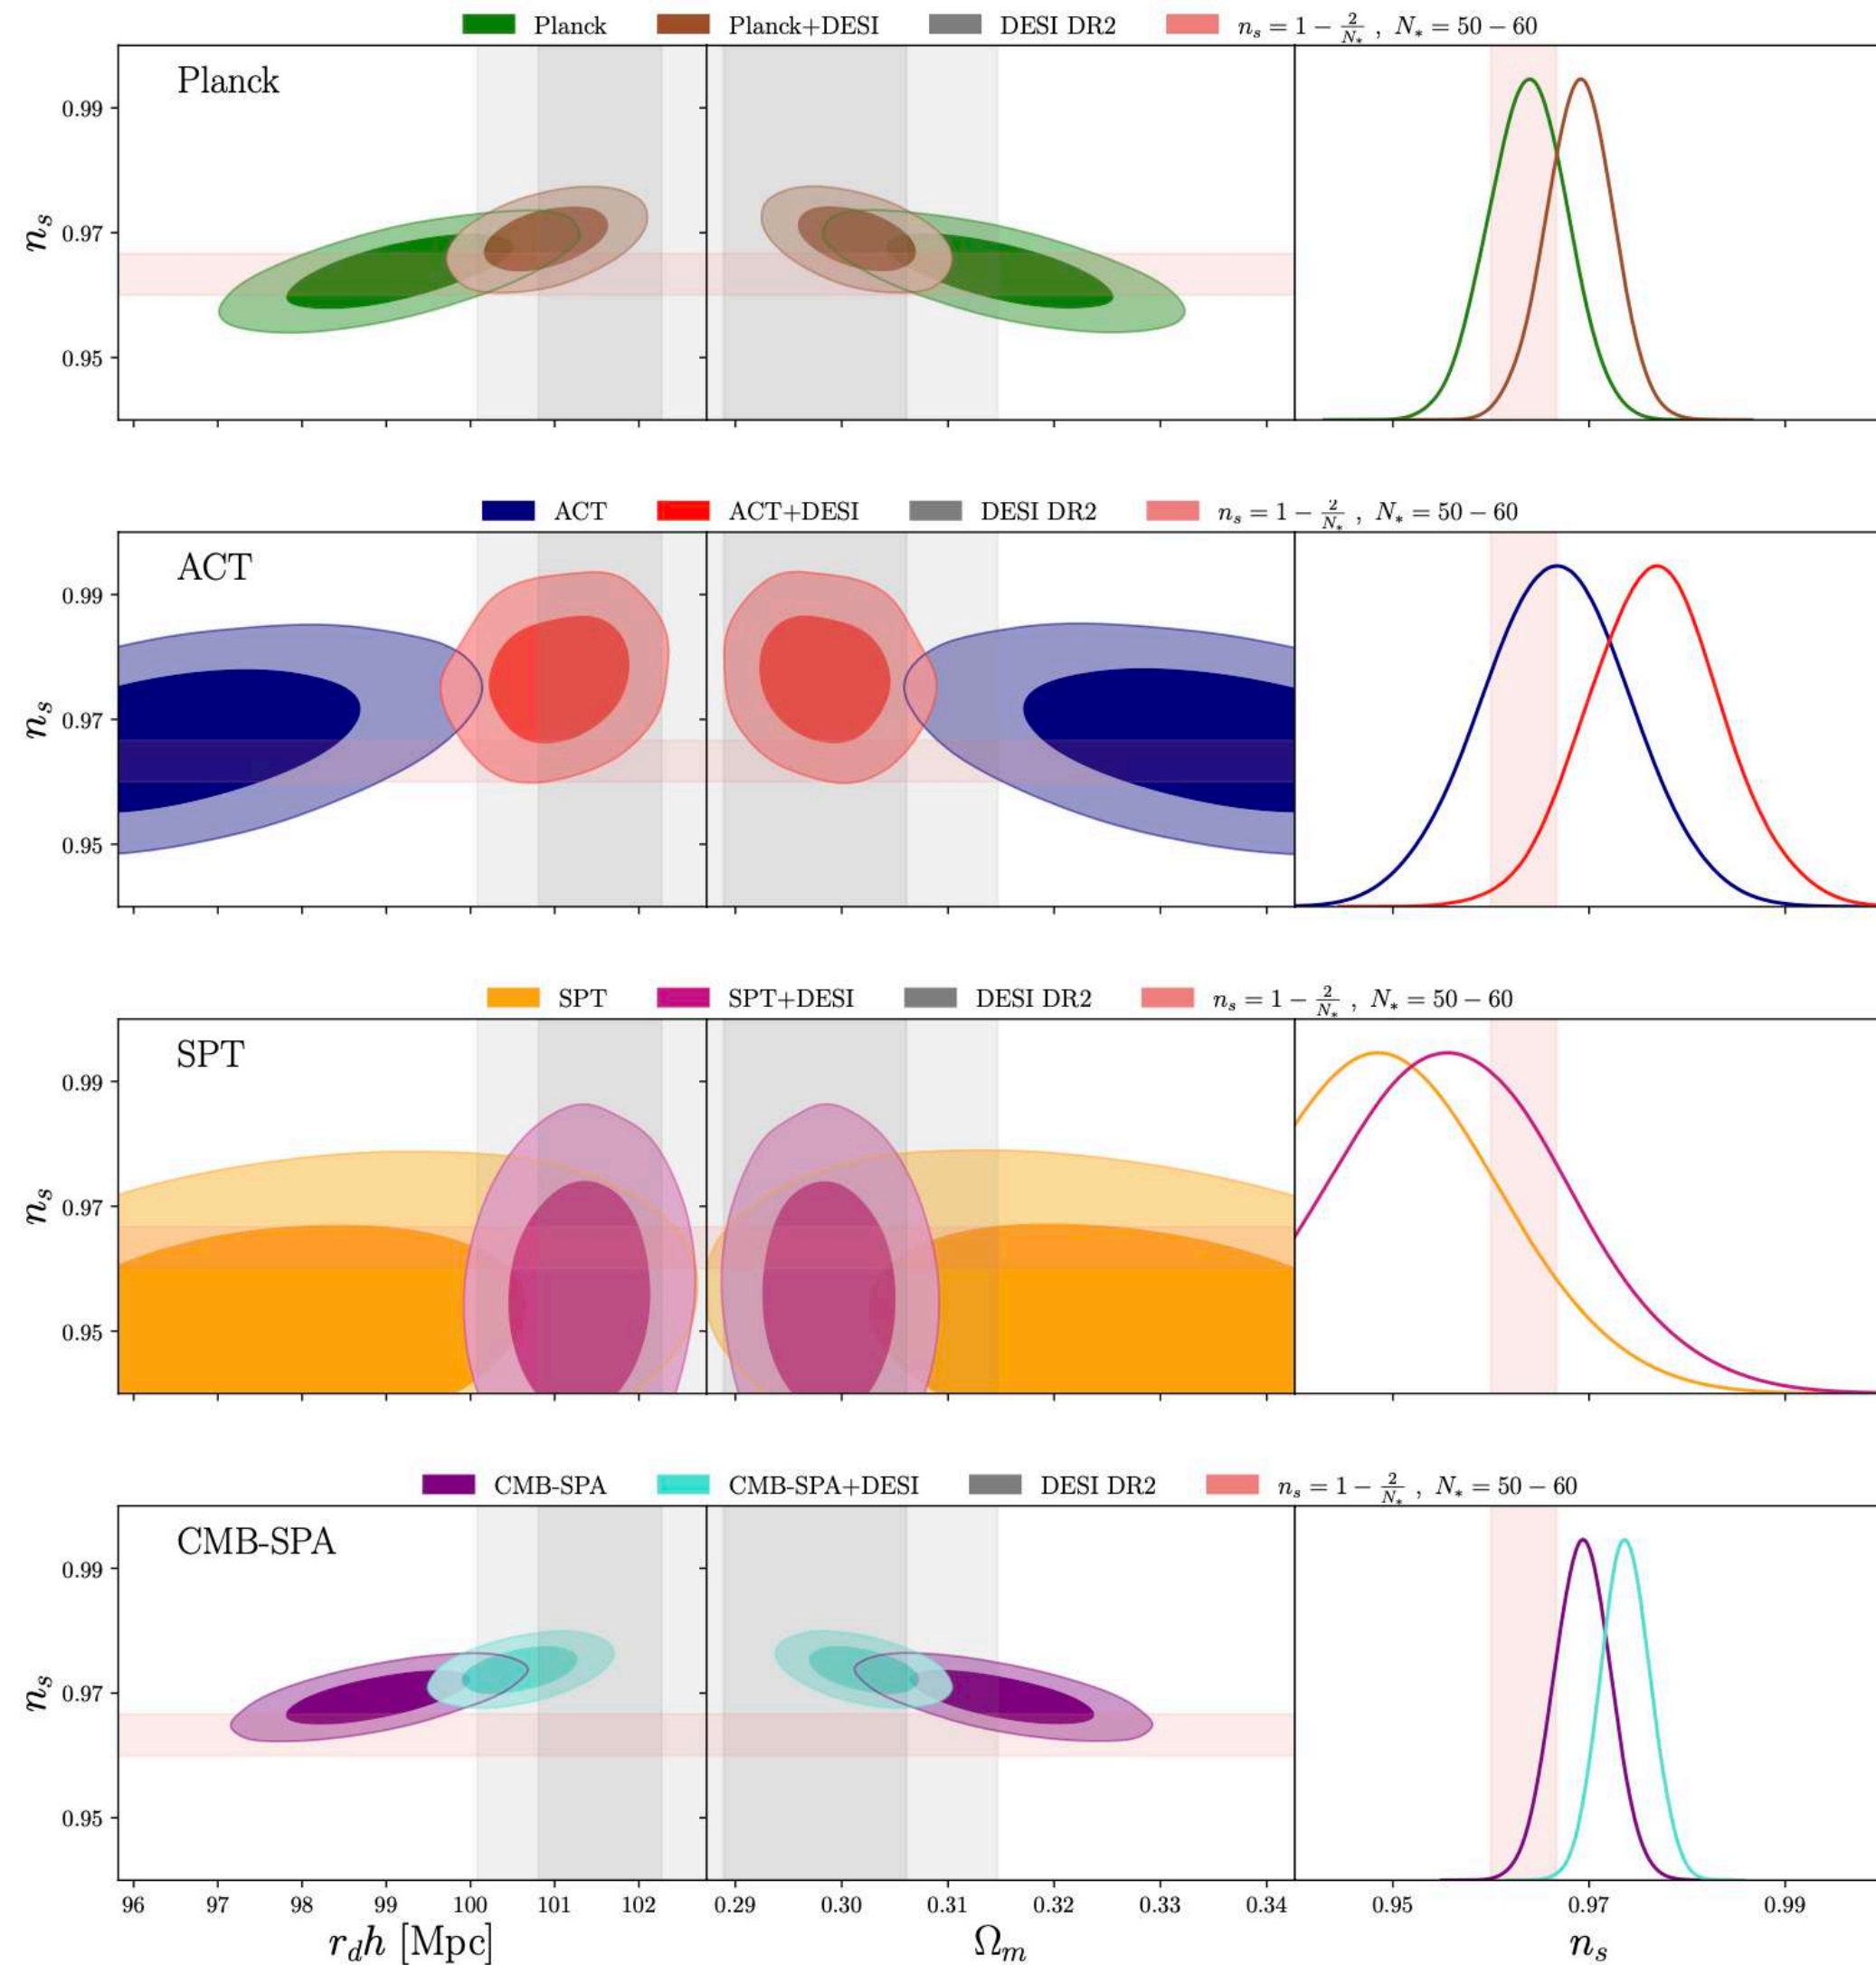 Planck Planck+DESI DESI DR2 n_s = 1 − 2/N_* , N_* = 50 − 60
Planck
0.99
0.97
0.95
n_s
ACT ACT+DESI DESI DR2 n_s = 1 − 2/N_* , N_* = 50 − 60
ACT
0.99
0.97
0.95
n_s
SPT SPT+DESI DESI DR2 n_s = 1 − 2/N_* , N_* = 50 − 60
SPT
0.99
0.97
0.95
n_s
CMB-SPA CMB-SPA+DESI DESI DR2 n_s = 1 − 2/N_* , N_* = 50 − 60
CMB-SPA
0.99
0.97
0.95
n_s
96 97 98 99 100 101 102 0.29 0.30 0.31 0.32 0.33 0.34 0.95 0.97 0.99
r_d h [Mpc] Ω_m n_s